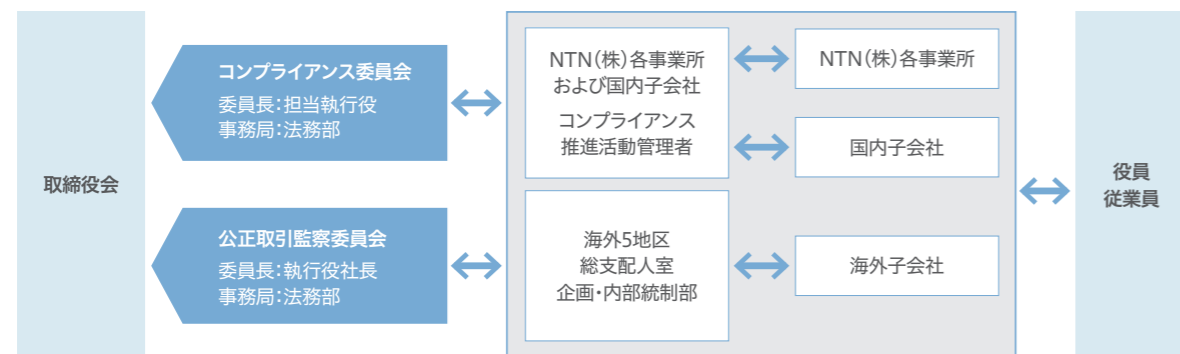 取締役会
コンプライアンス委員会
委員長：担当執行役
事務局：法務部
公正取引監察委員会
委員長：執行役社長
事務局：法務部
NTN（株）各事業所
および国内子会社
コンプライアンス
推進活動管理者
海外5地区
総支配人室
企画・内部統制部
NTN（株）各事業所
国内子会社
海外子会社
役員
従業員